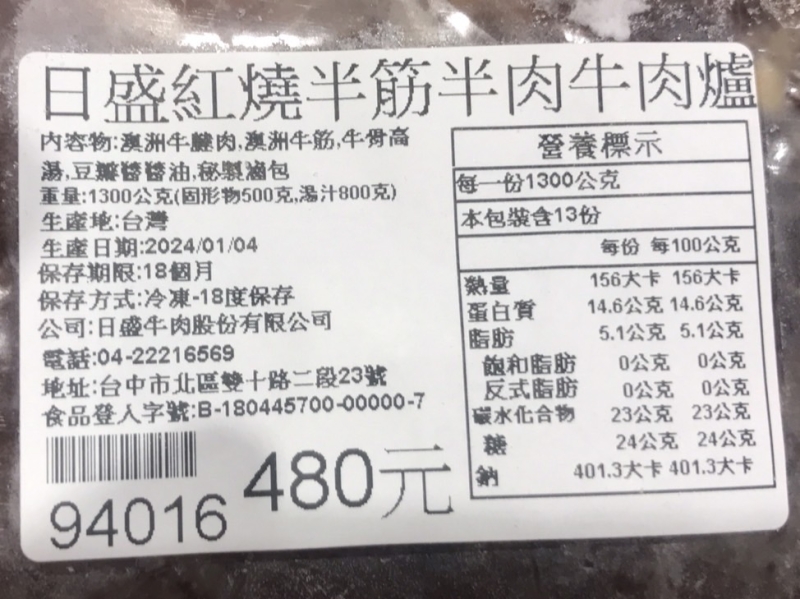 日盛紅燒半筋半肉牛肉爐
內容物:澳洲牛腱肉,澳洲牛筋,牛骨高
湯,豆瓣醬醬油,秘製滷包
重量:1300公克(固形物500克,湯汁800克)
生產地:台灣
生產日期:2024/01/04
保存期限:18個月
保存方式:冷凍-18度保存
公司:日盛牛肉股份有限公司
電話:04-22216569
地址:台中市北區雙十路二段23號
食品登入字號:B-180445700-00000-7
94016
480元
營養標示
每一份1300公克
本包裝含13份
每份 每100公克
熱量 156大卡 156大卡
蛋白質 14.6公克 14.6公克
脂肪 5.1公克 5.1公克
飽和脂肪 0公克 0公克
反式脂肪 0公克 0公克
碳水化合物 23公克 23公克
糖 24公克 24公克
鈉 401.3大卡 401.3大卡